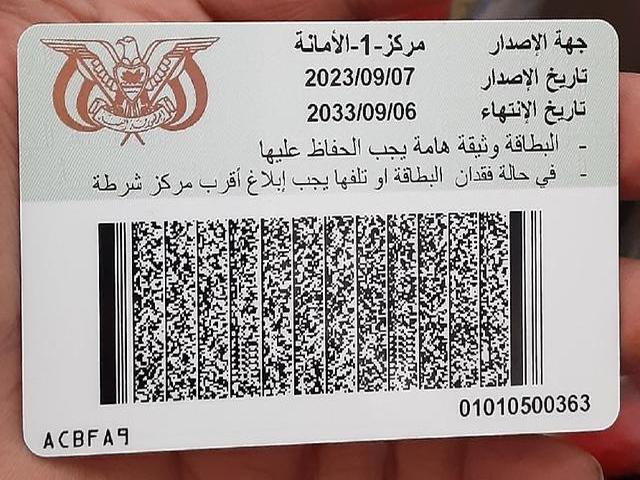 جهة الإصدار مركز-1-الأمانة
تاريخ الإصدار 2023/09/07
تاريخ الإنتهاء 2033/09/06
- البطاقة وثيقة هامة يجب الحفاظ عليها
- في حالة فقدان البطاقة او تلفها يجب إبلاغ أقرب مركز شرطة
01010500363
ACBFA9